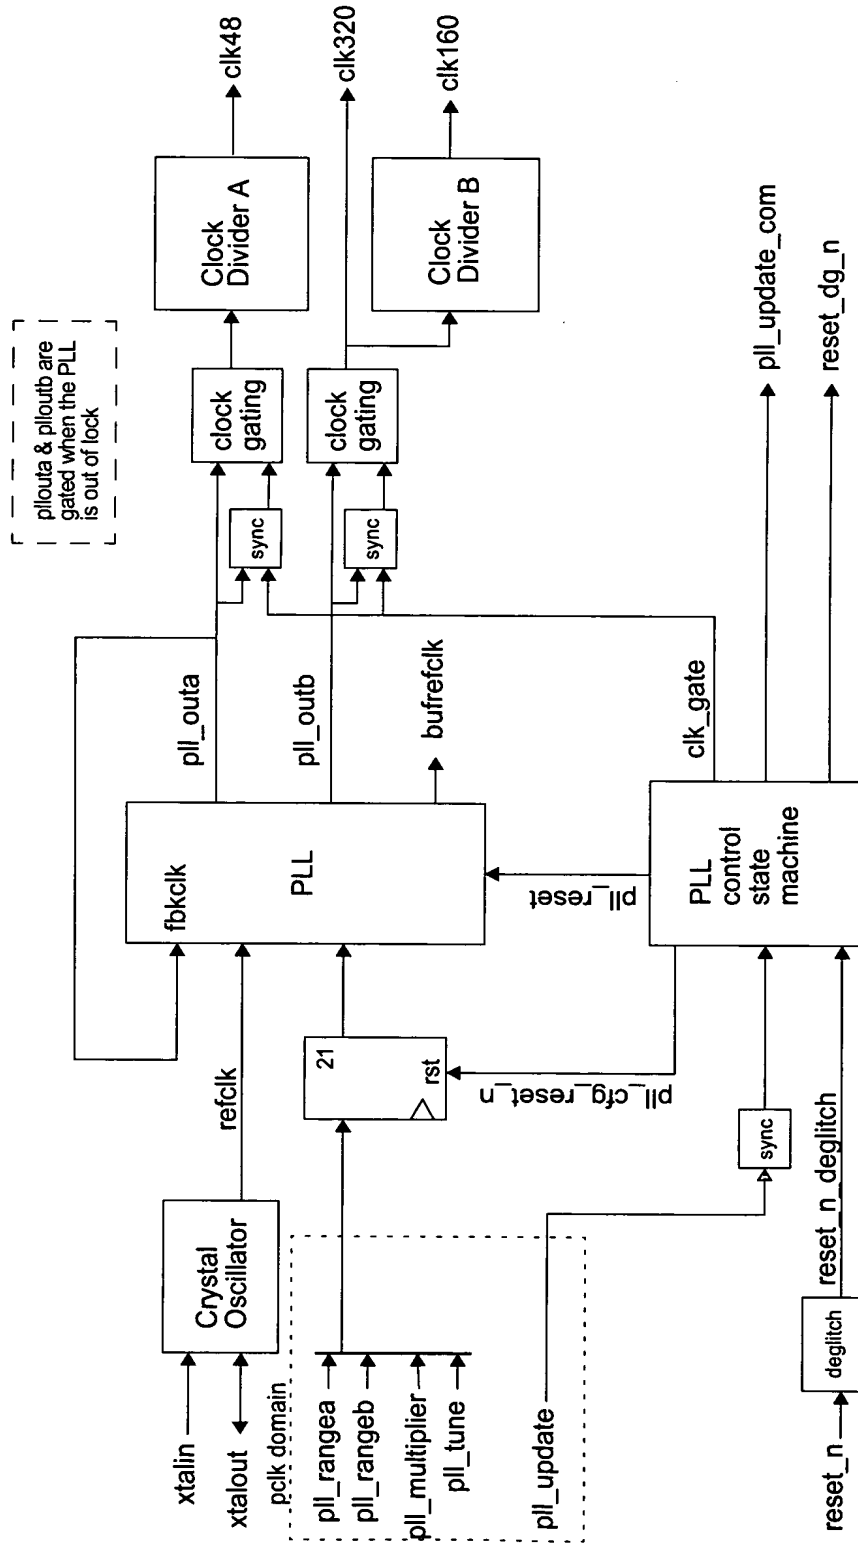 pllouta & plloutb are
gated when the PLL
is out of lock
xtalin
xtalout
Crystal
Oscillator
refclk
fbkclk
PLL
pll_outa
pll_outb
bufrefclk
sync
clock
gating
Clock
Divider A
clk48
sync
clock
gating
clk320
Clock
Divider B
clk160
pclk domain
pll_rangea
pll_rangeb
pll_multiplier
pll_tune
pll_update
21
rst
pll_cfg_reset_n
pll_reset
sync
PLL
control
state
machine
clk_gate
pll_update_com
reset_dg_n
reset_n
deglitch
reset_n_deglitch